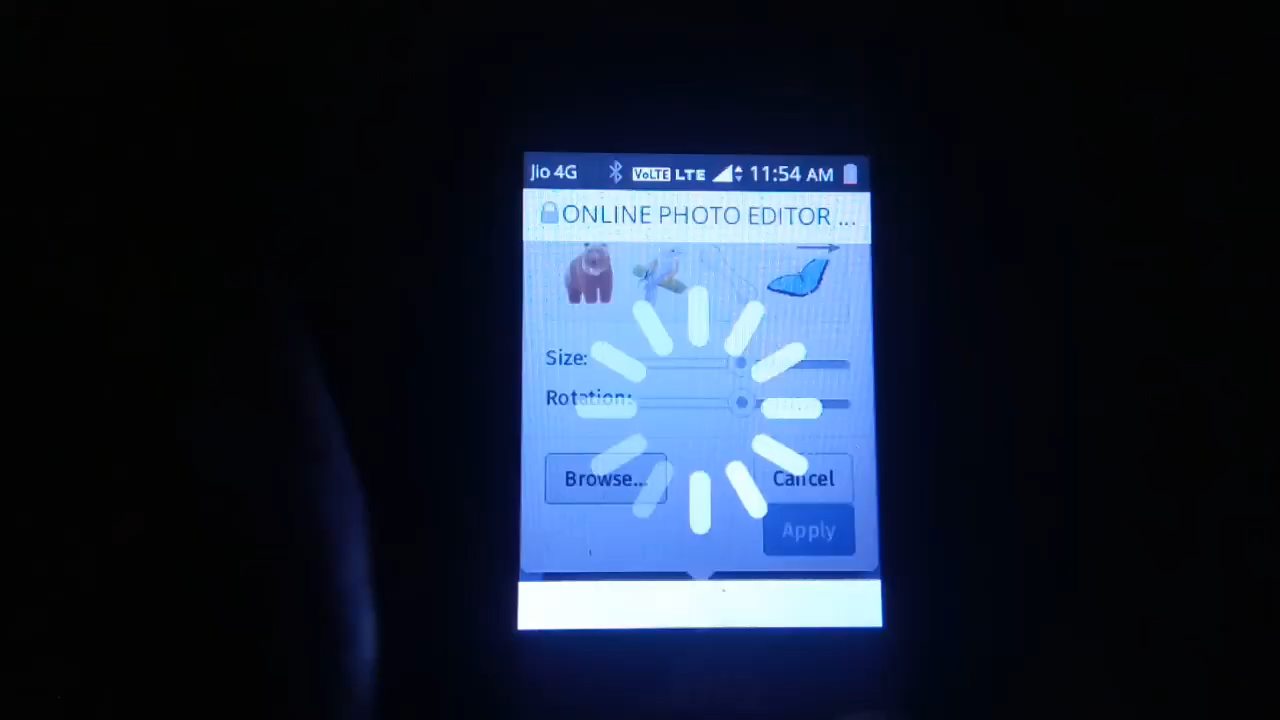 Jio 4G VoLTE LTE 11:54 AM
ONLINE PHOTO EDITOR ...
Size:
Rotation:
Browse... Cancel
Apply